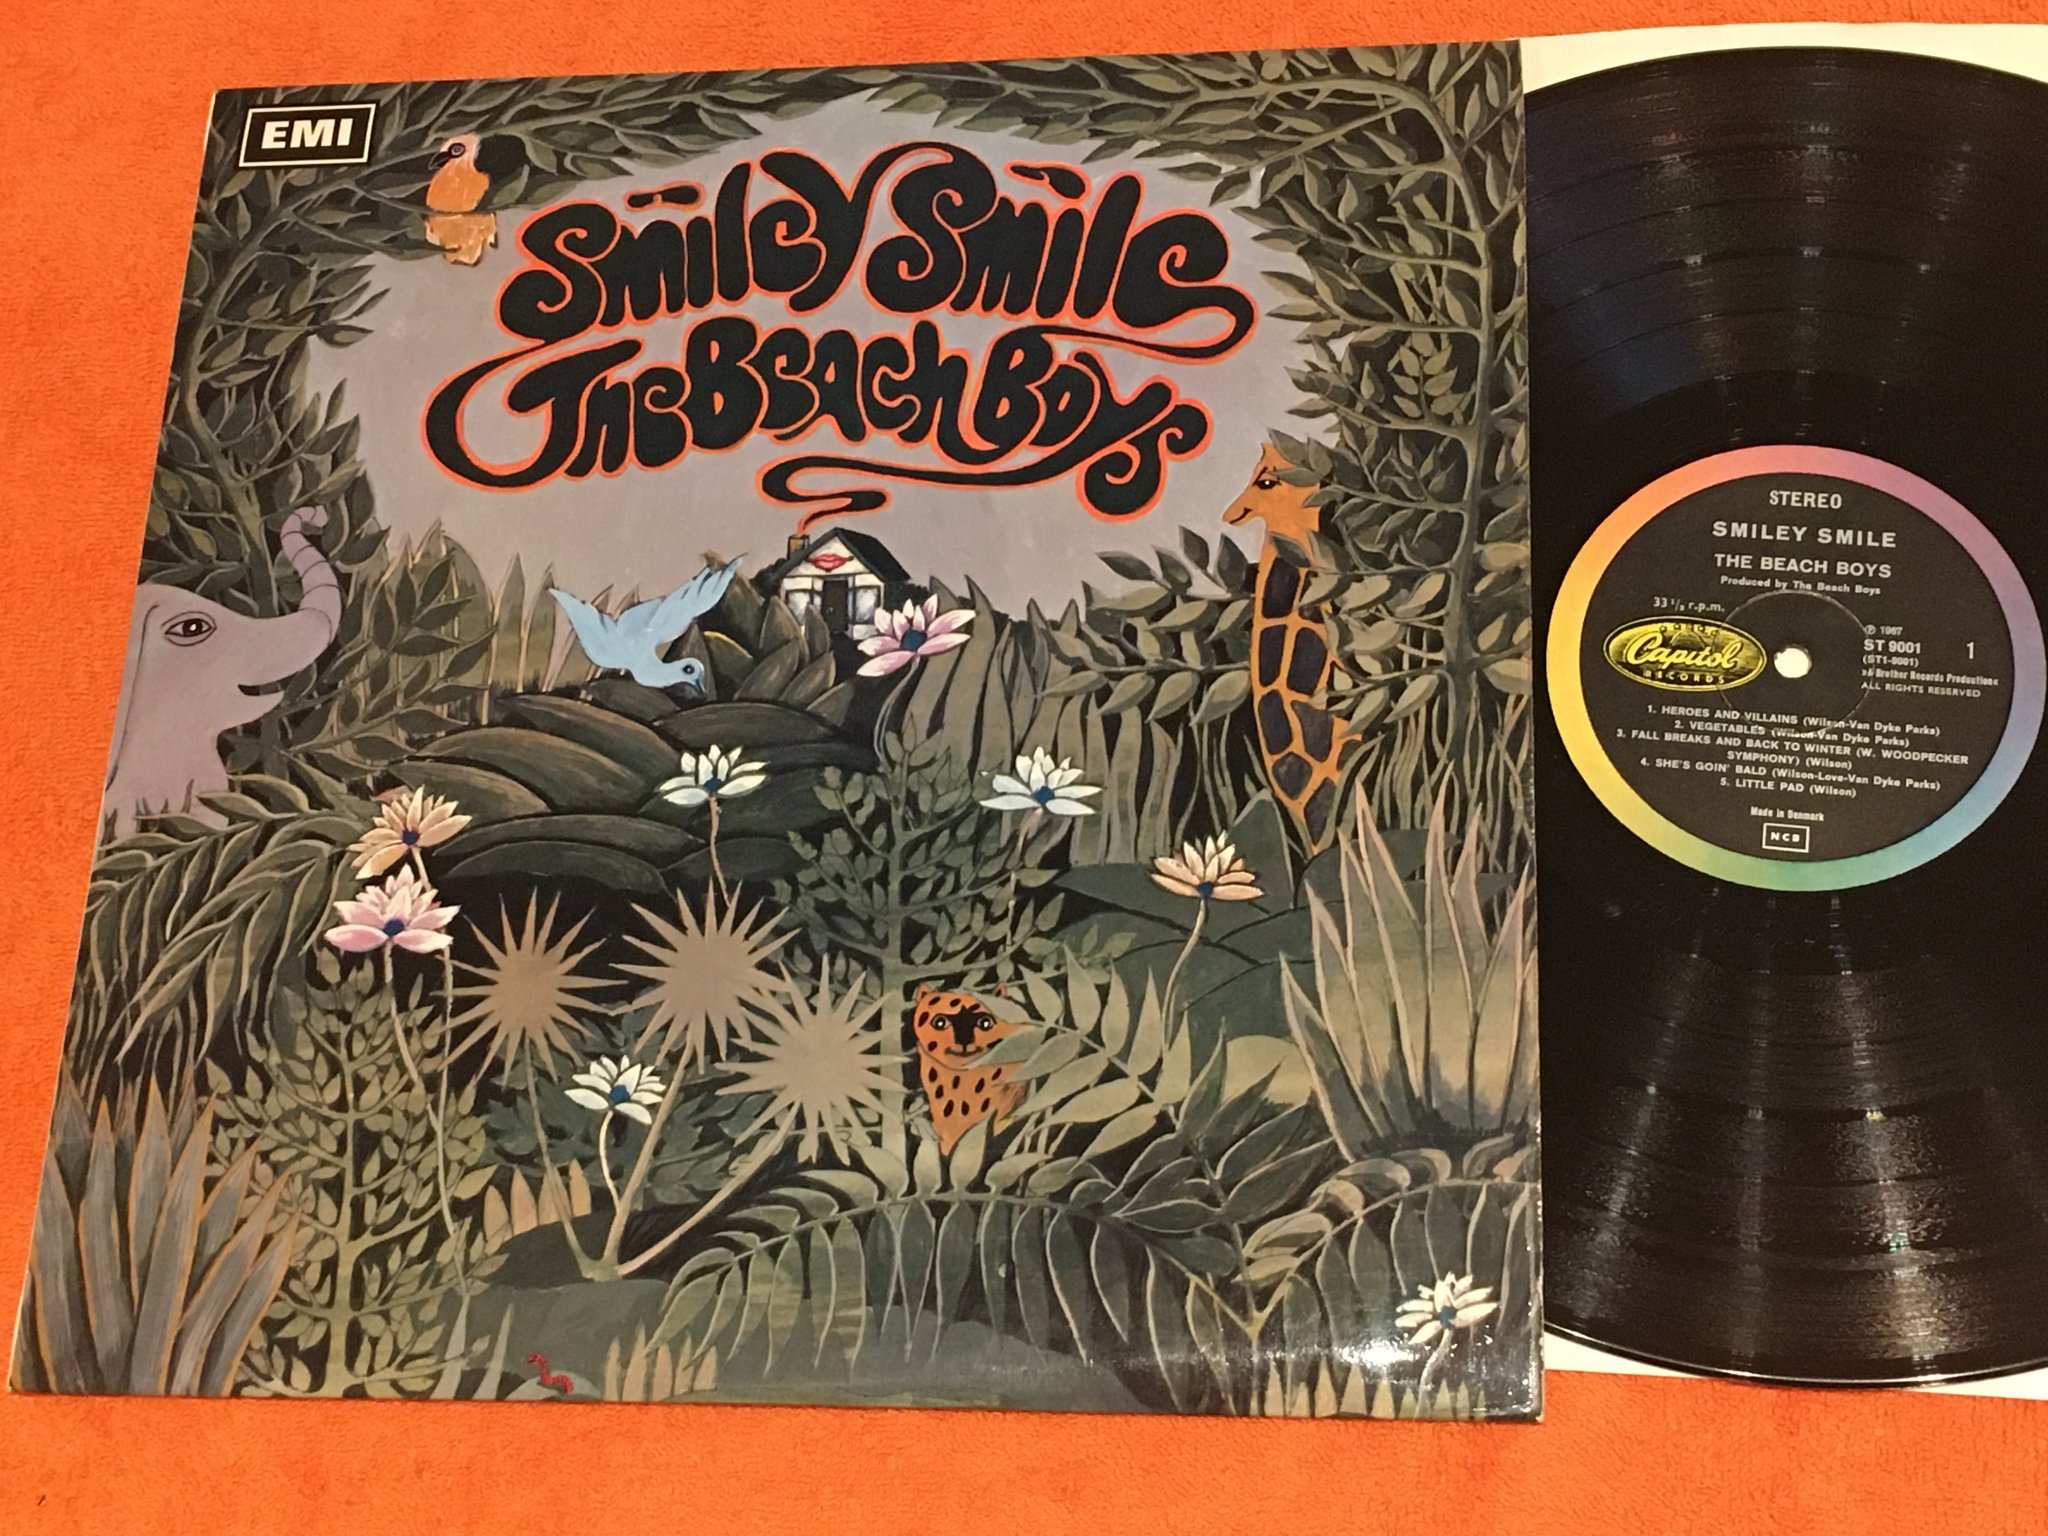 EMI
Smiley Smile
The Beach Boys
STEREO
SMILEY SMILE
THE BEACH BOYS
Produced by The Beach Boys
33 1/3 r.p.m.
Capitol
RECORDS
℗ 1967
ST 9001 1
(ST1-9001)
»A Brother Records Production«
ALL RIGHTS RESERVED
1. HEROES AND VILLAINS (Wilson-Van Dyke Parks)
2. VEGETABLES (Wilson-Van Dyke Parks)
3. FALL BREAKS AND BACK TO WINTER (W. WOODPECKER
SYMPHONY) (Wilson)
4. SHE'S GOIN' BALD (Wilson-Love-Van Dyke Parks)
5. LITTLE PAD (Wilson)
Made in Denmark
NCB